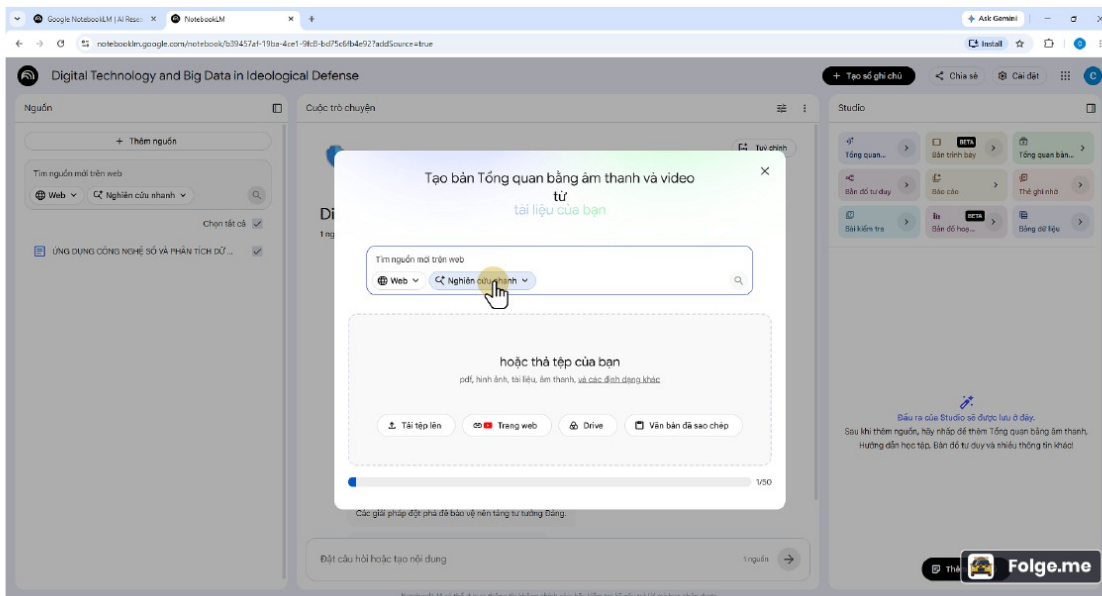 Google NotebookLM | AI Resea
NotebookLM
Ask Gemini
notebooklm.google.com/notebook/b39457af-19ba-4ce1-9fc8-bd75c6fb4e92?addSource=true
Install
Digital Technology and Big Data in Ideological Defense
+ Tạo sổ ghi chú
Chia sẻ
Cài đặt
C
Nguồn
Cuộc trò chuyện
Studio
+ Thêm nguồn
Tìm nguồn mới trên web
Web
Nghiên cứu nhanh
Chọn tất cả
ỨNG DỤNG CÔNG NGHỆ SỐ VÀ PHÂN TÍCH DỮ ...
Tuỳ chỉnh
Di
1 ng
Tạo bản Tổng quan bằng âm thanh và video
từ
tài liệu của bạn
Tìm nguồn mới trên web
Web
Nghiên cứu nhanh
hoặc thả tệp của bạn
pdf, hình ảnh, tài liệu, âm thanh, và các định dạng khác
Tải tệp lên
Trang web
Drive
Văn bản đã sao chép
1/50
Các giải pháp đột phá để bảo vệ nền tảng tư tưởng Đảng.
Đặt câu hỏi hoặc tạo nội dung
1 nguồn
Tổng quan...
BETA
Bản trình bày
Tổng quan bằn...
Bản đồ tư duy
Báo cáo
Thẻ ghi nhớ
Bài kiểm tra
BETA
Bản đồ hoạ...
Bảng dữ liệu
Đầu ra của Studio sẽ được lưu ở đây.
Sau khi thêm nguồn, hãy nhấp để thêm Tổng quan bằng âm thanh,
Hướng dẫn học tập, Bản đồ tư duy và nhiều thông tin khác!
Thê
Folge.me